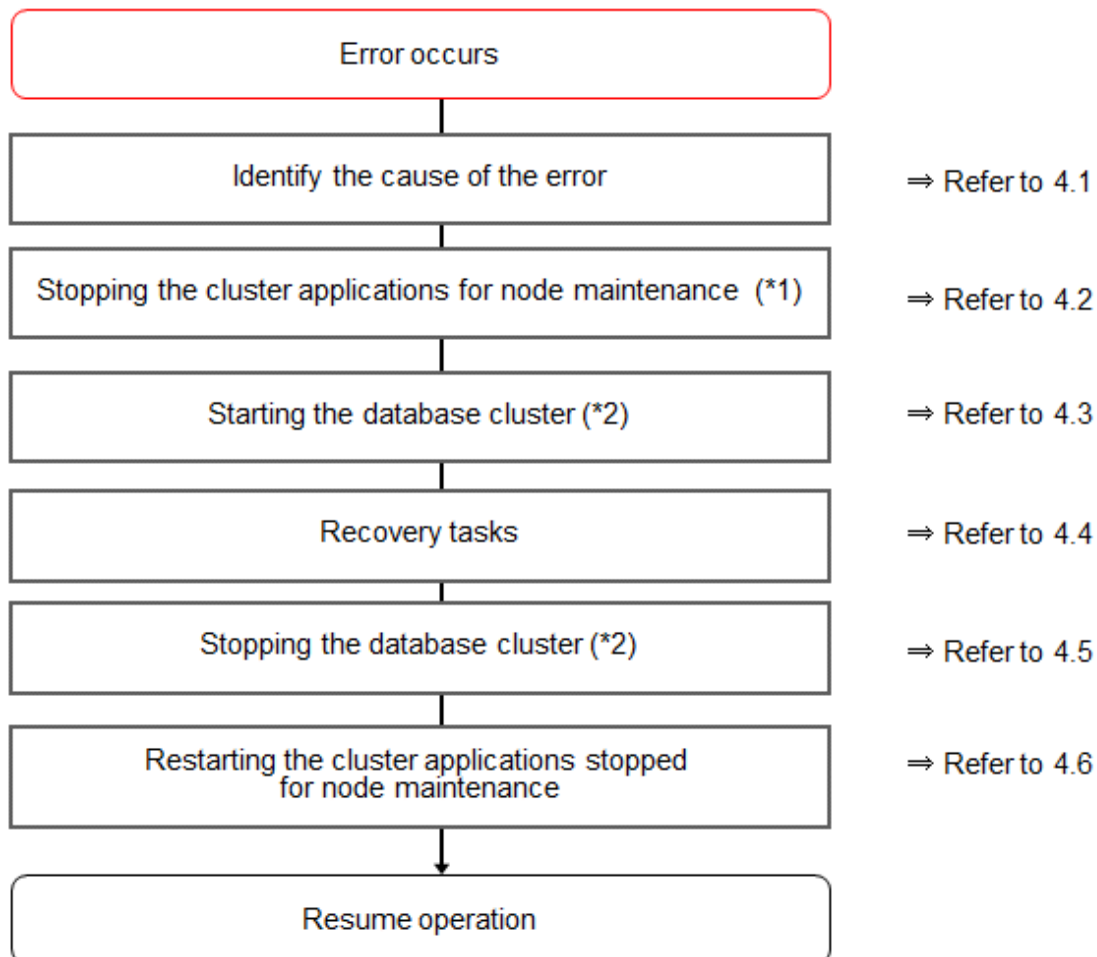 Error occurs
Identify the cause of the error
⇒ Refer to 4.1
Stopping the cluster applications for node maintenance (*1)
⇒ Refer to 4.2
Starting the database cluster (*2)
⇒ Refer to 4.3
Recovery tasks
⇒ Refer to 4.4
Stopping the database cluster (*2)
⇒ Refer to 4.5
Restarting the cluster applications stopped
for node maintenance
⇒ Refer to 4.6
Resume operation